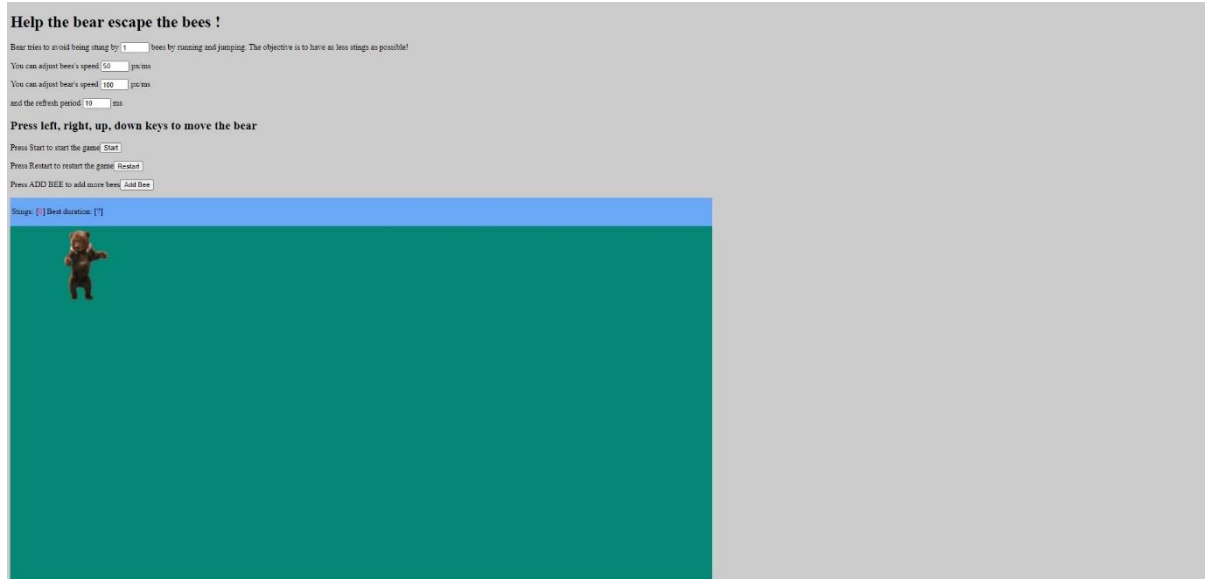 Help the bear escape the bees !
Bear tries to avoid being stung by 1 bees by running and jumping. The objective is to have as less stings as possible!
You can adjust bees's speed 50 px/ms
You can adjust bear's speed 100 px/ms
and the refresh period 10 ms
Press left, right, up, down keys to move the bear
Press Start to start the game Start
Press Restart to restart the game Restart
Press ADD BEE to add more bees Add Bee
Stings: [0] Best duration: [?]